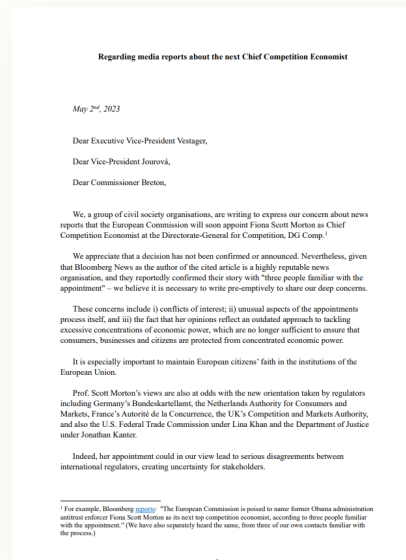 Regarding media reports about the next Chief Competition Economist
May 2nd, 2023
Dear Executive Vice-President Vestager,
Dear Vice-President Jourová,
Dear Commissioner Breton,
We, a group of civil society organisations, are writing to express our concern about news
reports that the European Commission will soon appoint Fiona Scott Morton as Chief
Competition Economist at the Directorate-General for Competition, DG Comp.1
We appreciate that a decision has not been confirmed or announced. Nevertheless, given
that Bloomberg News as the author of the cited article is a highly reputable news
organisation, and they reportedly confirmed their story with "three people familiar with the
appointment" – we believe it is necessary to write pre-emptively to share our deep concerns.
These concerns include i) conflicts of interest; ii) unusual aspects of the appointments
process itself, and iii) the fact that her opinions reflect an outdated approach to tackling
excessive concentrations of economic power, which are no longer sufficient to ensure that
consumers, businesses and citizens are protected from concentrated economic power.
It is especially important to maintain European citizens' faith in the institutions of the
European Union.
Prof. Scott Morton's views are also at odds with the new orientation taken by regulators
including Germany's Bundeskartellamt, the Netherlands Authority for Consumers and
Markets, France's Autorité de la Concurrence, the UK's Competition and Markets Authority,
and also the U.S. Federal Trade Commission under Lina Khan and the Department of Justice
under Jonathan Kanter.
Indeed, her appointment could in our view lead to serious disagreements between
international regulators, creating uncertainty for stakeholders.
1 For example, Bloomberg reports: "The European Commission is poised to name former Obama administration
antitrust enforcer Fiona Scott Morton as its next top competition economist, according to three people familiar
with the appointment." (We have also separately heard the same, from three of our own contacts familiar with
the process.)